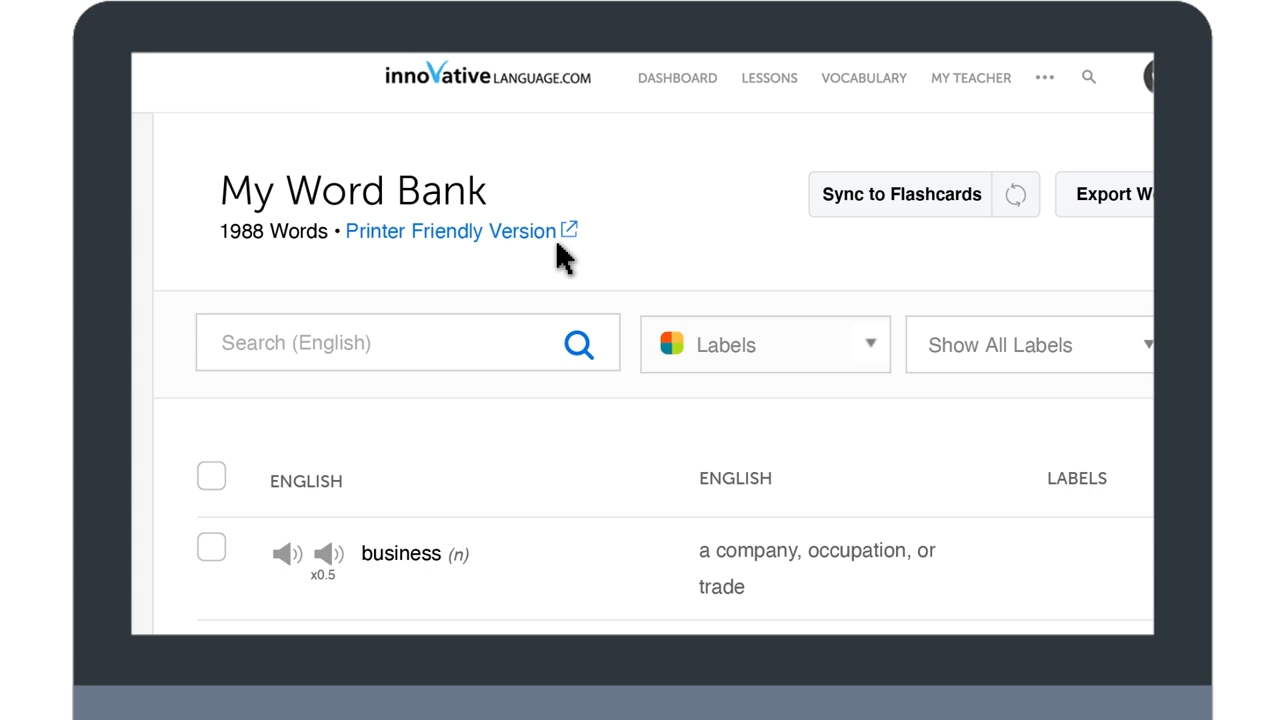 innoVative LANGUAGE.COM
DASHBOARD LESSONS VOCABULARY MY TEACHER
My Word Bank
Sync to Flashcards
Export W
1988 Words • Printer Friendly Version
Search (English)
Labels
Show All Labels
ENGLISH ENGLISH LABELS
business (n)
x0.5
a company, occupation, or
trade